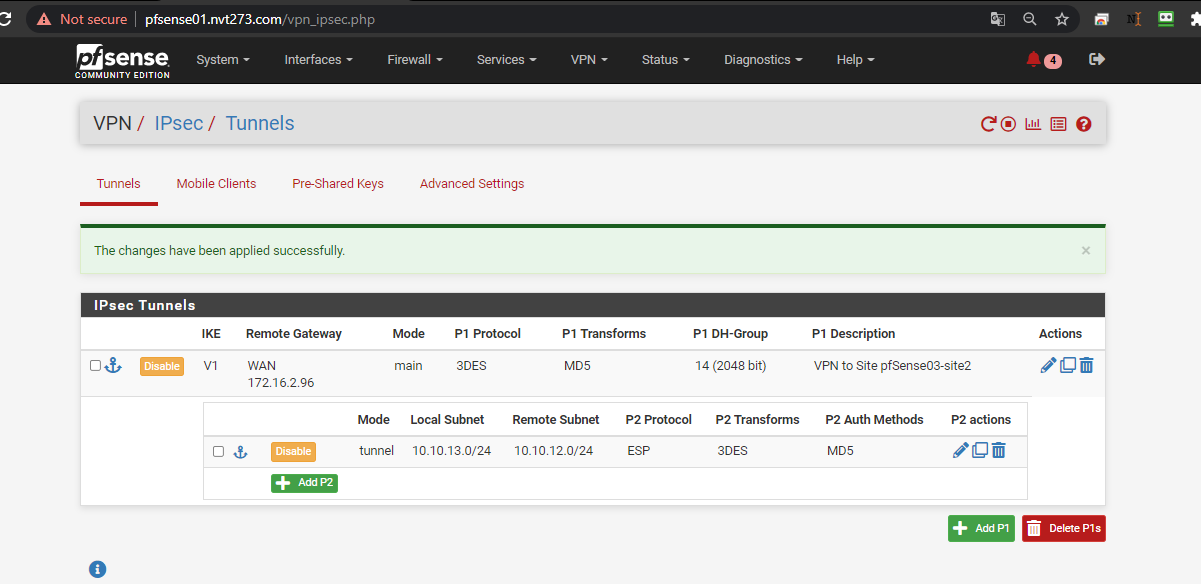 Not secure pfsense01.nvt273.com/vpn_ipsec.php
pfsense
COMMUNITY EDITION
System Interfaces Firewall Services VPN Status Diagnostics Help 4
VPN / IPsec / Tunnels
Tunnels Mobile Clients Pre-Shared Keys Advanced Settings
The changes have been applied successfully. ×
IPsec Tunnels
IKE Remote Gateway Mode P1 Protocol P1 Transforms P1 DH-Group P1 Description Actions
Disable V1 WAN main 3DES MD5 14 (2048 bit) VPN to Site pfSense03-site2
172.16.2.96
Mode Local Subnet Remote Subnet P2 Protocol P2 Transforms P2 Auth Methods P2 actions
Disable tunnel 10.10.13.0/24 10.10.12.0/24 ESP 3DES MD5
Add P2
Add P1 Delete P1s